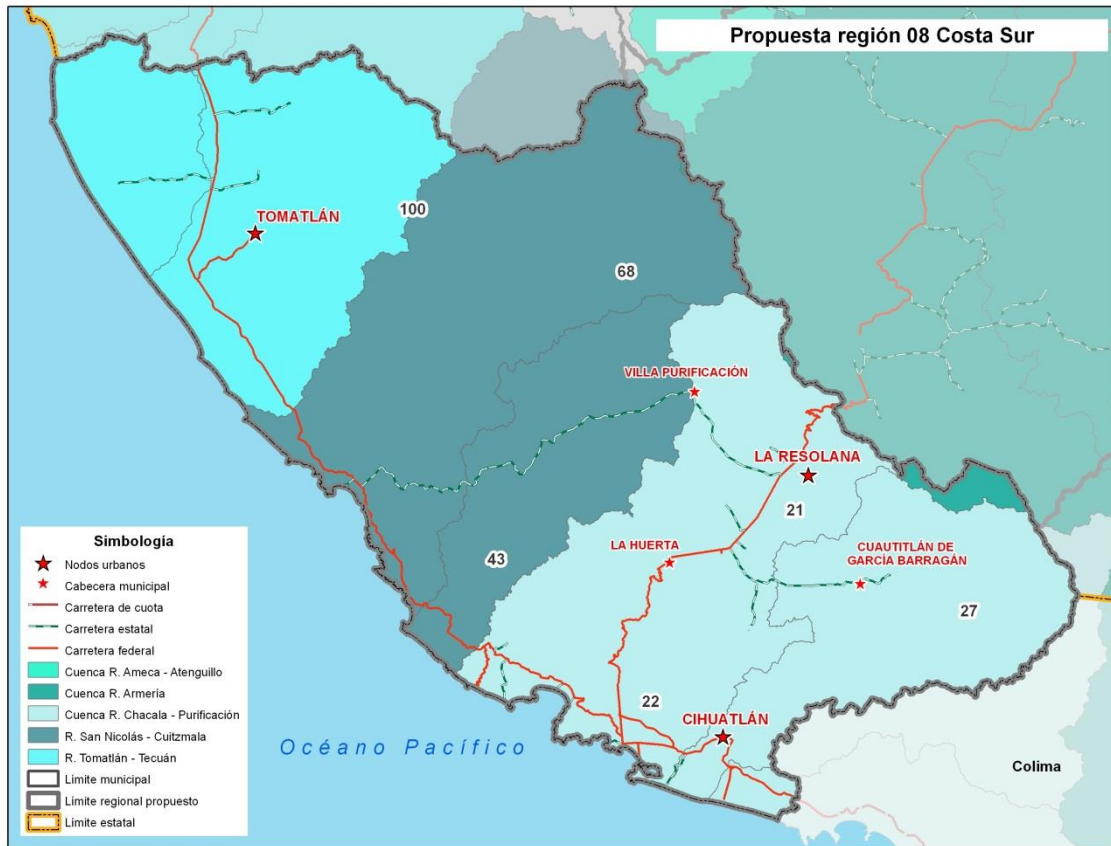 Propuesta región 08 Costa Sur
TOMATLÁN
100
68
VILLA PURIFICACIÓN
LA RESOLANA
21
LA HUERTA
CUAUTITLÁN DE
GARCÍA BARRAGÁN
43
27
22
CIHUATLÁN
Océano Pacífico
Colima
Simbología
Nodos urbanos
Cabecera municipal
Carretera de cuota
Carretera estatal
Carretera federal
Cuenca R. Ameca - Atenguillo
Cuenca R. Armería
Cuenca R. Chacala - Purificación
R. San Nicolás - Cuitzmala
R. Tomatlán - Tecuán
Límite municipal
Límite regional propuesto
Límite estatal